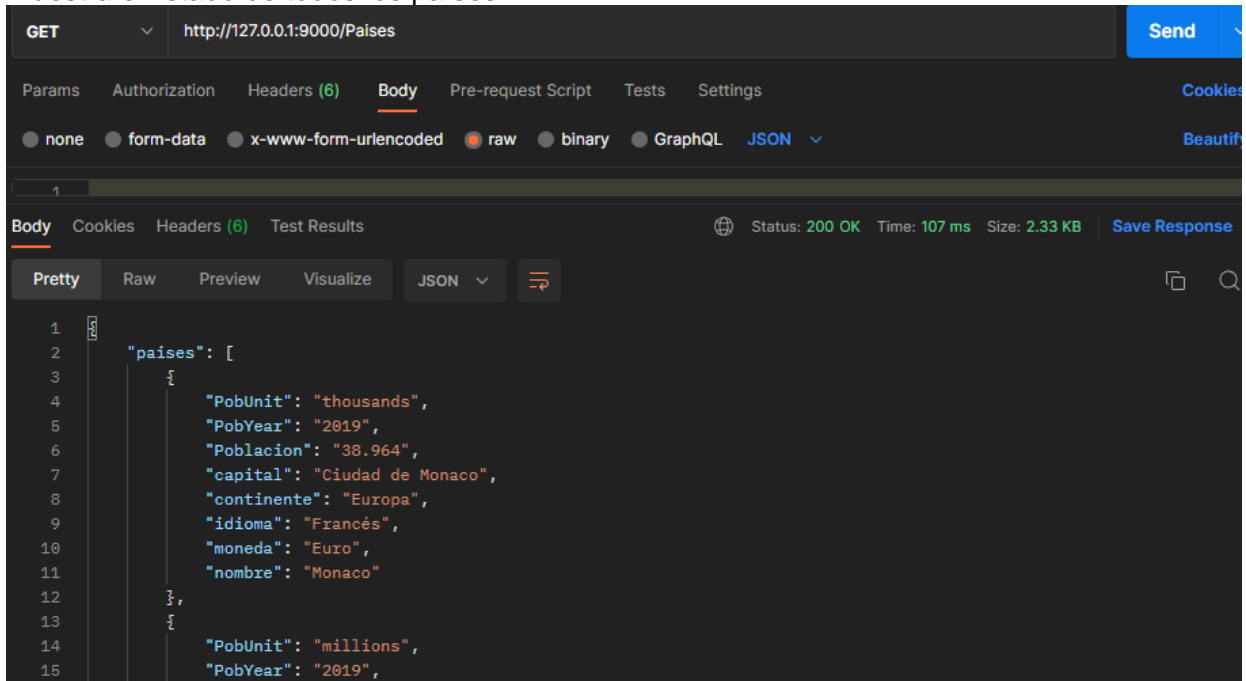 GET http://127.0.0.1:9000/Paises Send
Params Authorization Headers (6) Body Pre-request Script Tests Settings Cookies
none form-data x-www-form-urlencoded raw binary GraphQL JSON Beautify
1
Body Cookies Headers (6) Test Results Status: 200 OK Time: 107 ms Size: 2.33 KB Save Response
Pretty Raw Preview Visualize JSON
1 {
2 "paises": [
3 {
4 "PobUnit": "thousands",
5 "PobYear": "2019",
6 "Poblacion": "38.964",
7 "capital": "Ciudad de Monaco",
8 "continente": "Europa",
9 "idioma": "Francés",
10 "moneda": "Euro",
11 "nombre": "Monaco"
12 },
13 {
14 "PobUnit": "millions",
15 "PobYear": "2019",